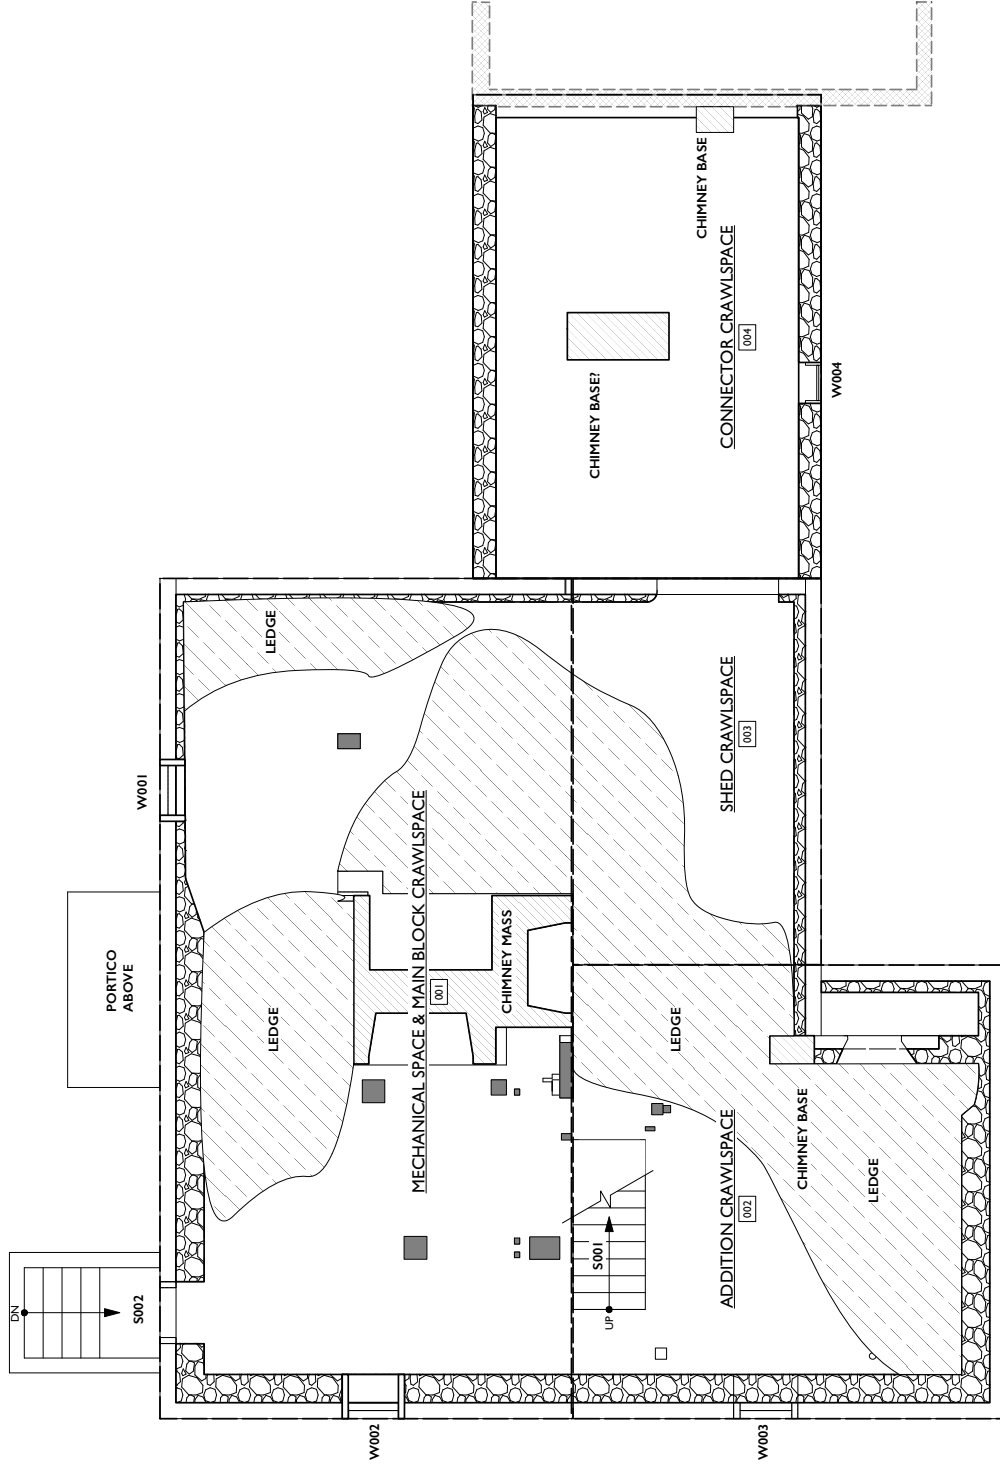 DN
PORTICO
ABOVE
S002
W001
LEDGE
LEDGE
W002
MECHANICAL SPACE & MAIN BLOCK CRAWLSPACE
001
CHIMNEY MASS
S001
CHIMNEY BASE?
UP
LEDGE
CHIMNEY BASE
ADDITION CRAWLSPACE
002
SHED CRAWLSPACE
003
CONNECTOR CRAWLSPACE
004
W003
CHIMNEY BASE
W004
LEDGE